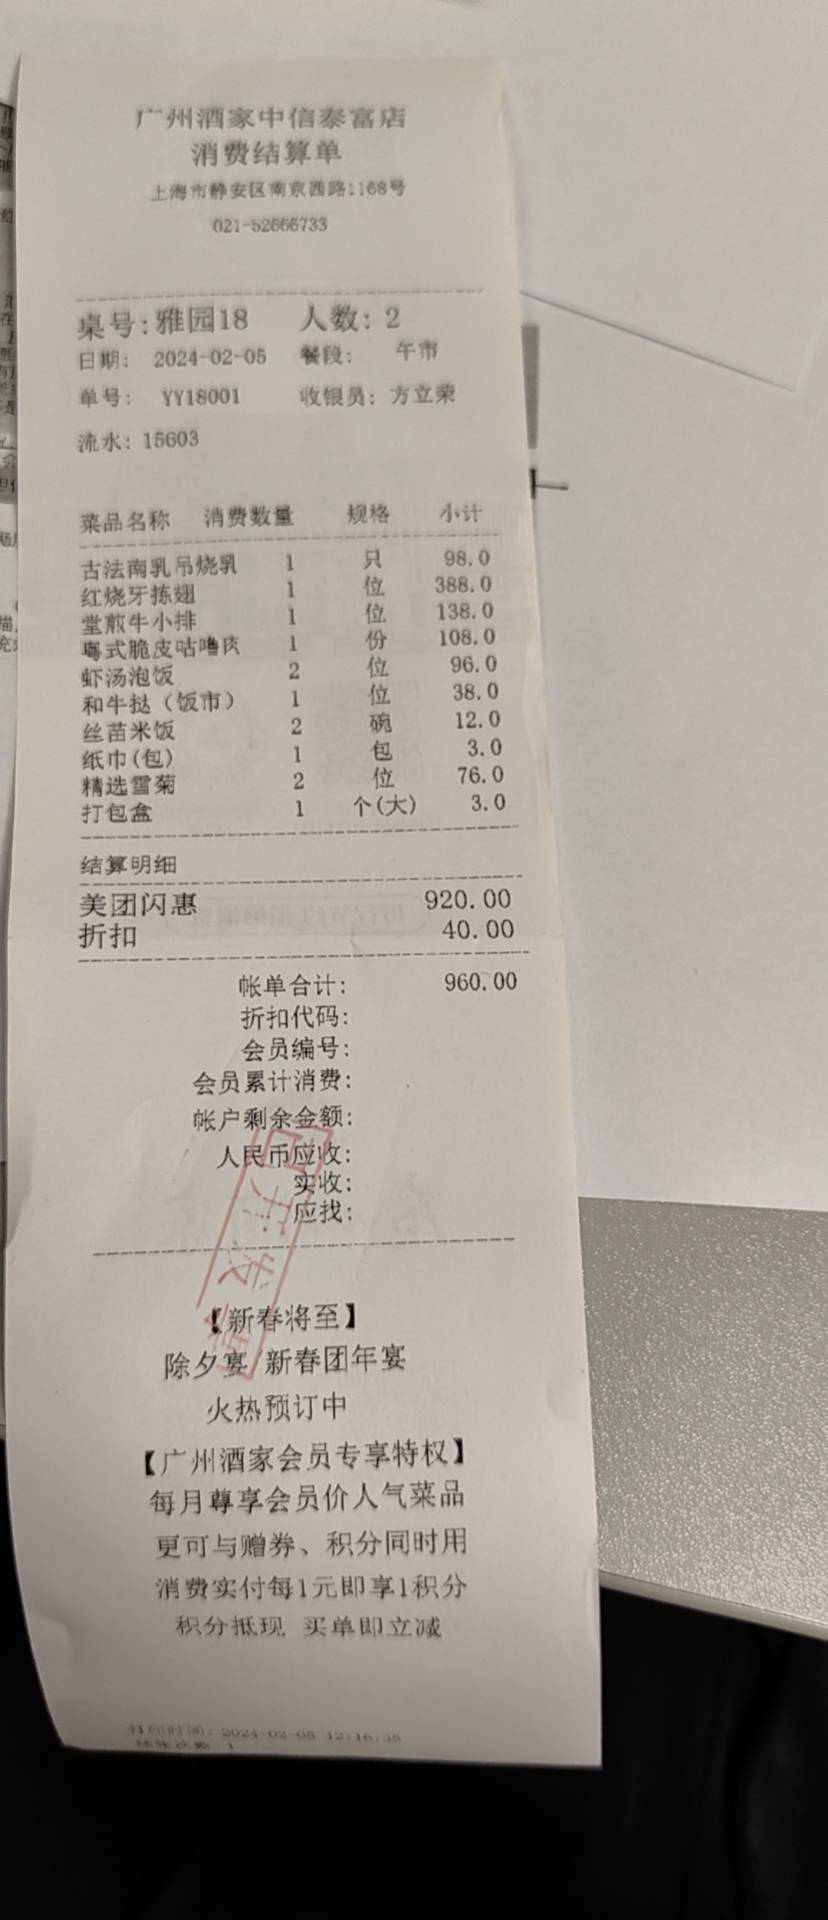 广州酒家中信泰富店
消费结算单
上海市静安区南京西路1168号
021-52666733
桌号:雅园18 人数: 2
日期: 2024-02-05 餐段: 午市
单号: YY18001 收银员: 方立荣
流水: 15603
菜品名称 消费数量 规格 小计
古法南乳吊烧乳 1 只 98.0
红烧牙拣翅 1 位 388.0
堂煎牛小排 1 位 138.0
粤式脆皮咕噜肉 1 份 108.0
虾汤泡饭 2 位 96.0
和牛挞（饭市） 1 位 38.0
丝苗米饭 2 碗 12.0
纸巾(包) 1 包 3.0
精选雪菊 2 位 76.0
打包盒 1 个(大) 3.0
结算明细
美团闪惠 920.00
折扣 40.00
帐单合计: 960.00
折扣代码:
会员编号:
会员累计消费:
帐户剩余金额:
人民币应收:
实收:
应找:
已开发票
【新春将至】
除夕宴/新春团年宴
火热预订中
【广州酒家会员专享特权】
每月尊享会员价人气菜品
更可与赠券、积分同时用
消费实付每1元即享1积分
积分抵现 买单即立减
打印时间: 2024-02-05 12:16:35